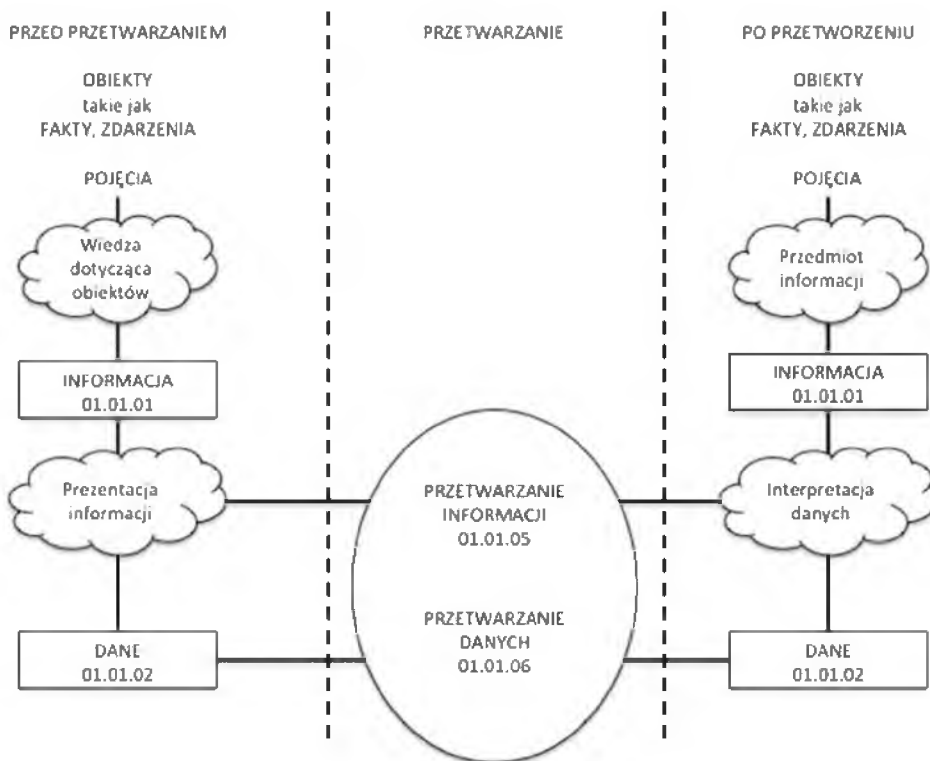 PRZED PRZETWARZANIEM
OBIEKTY
takie jak
FAKTY, ZDARZENIA
POJĘCIA
Wiedza
dotycząca
obiektów
INFORMACJA
01.01.01
Prezentacja
informacji
DANE
01.01.02
PRZETWARZANIE
PRZETWARZANIE
INFORMACJI
01.01.05
PRZETWARZANIE
DANYCH
01.01.06
PO PRZETWORZENIU
OBIEKTY
takie jak
FAKTY, ZDARZENIA
POJĘCIA
Przedmiot
informacji
INFORMACJA
01.01.01
Interpretacja
danych
DANE
01.01.02